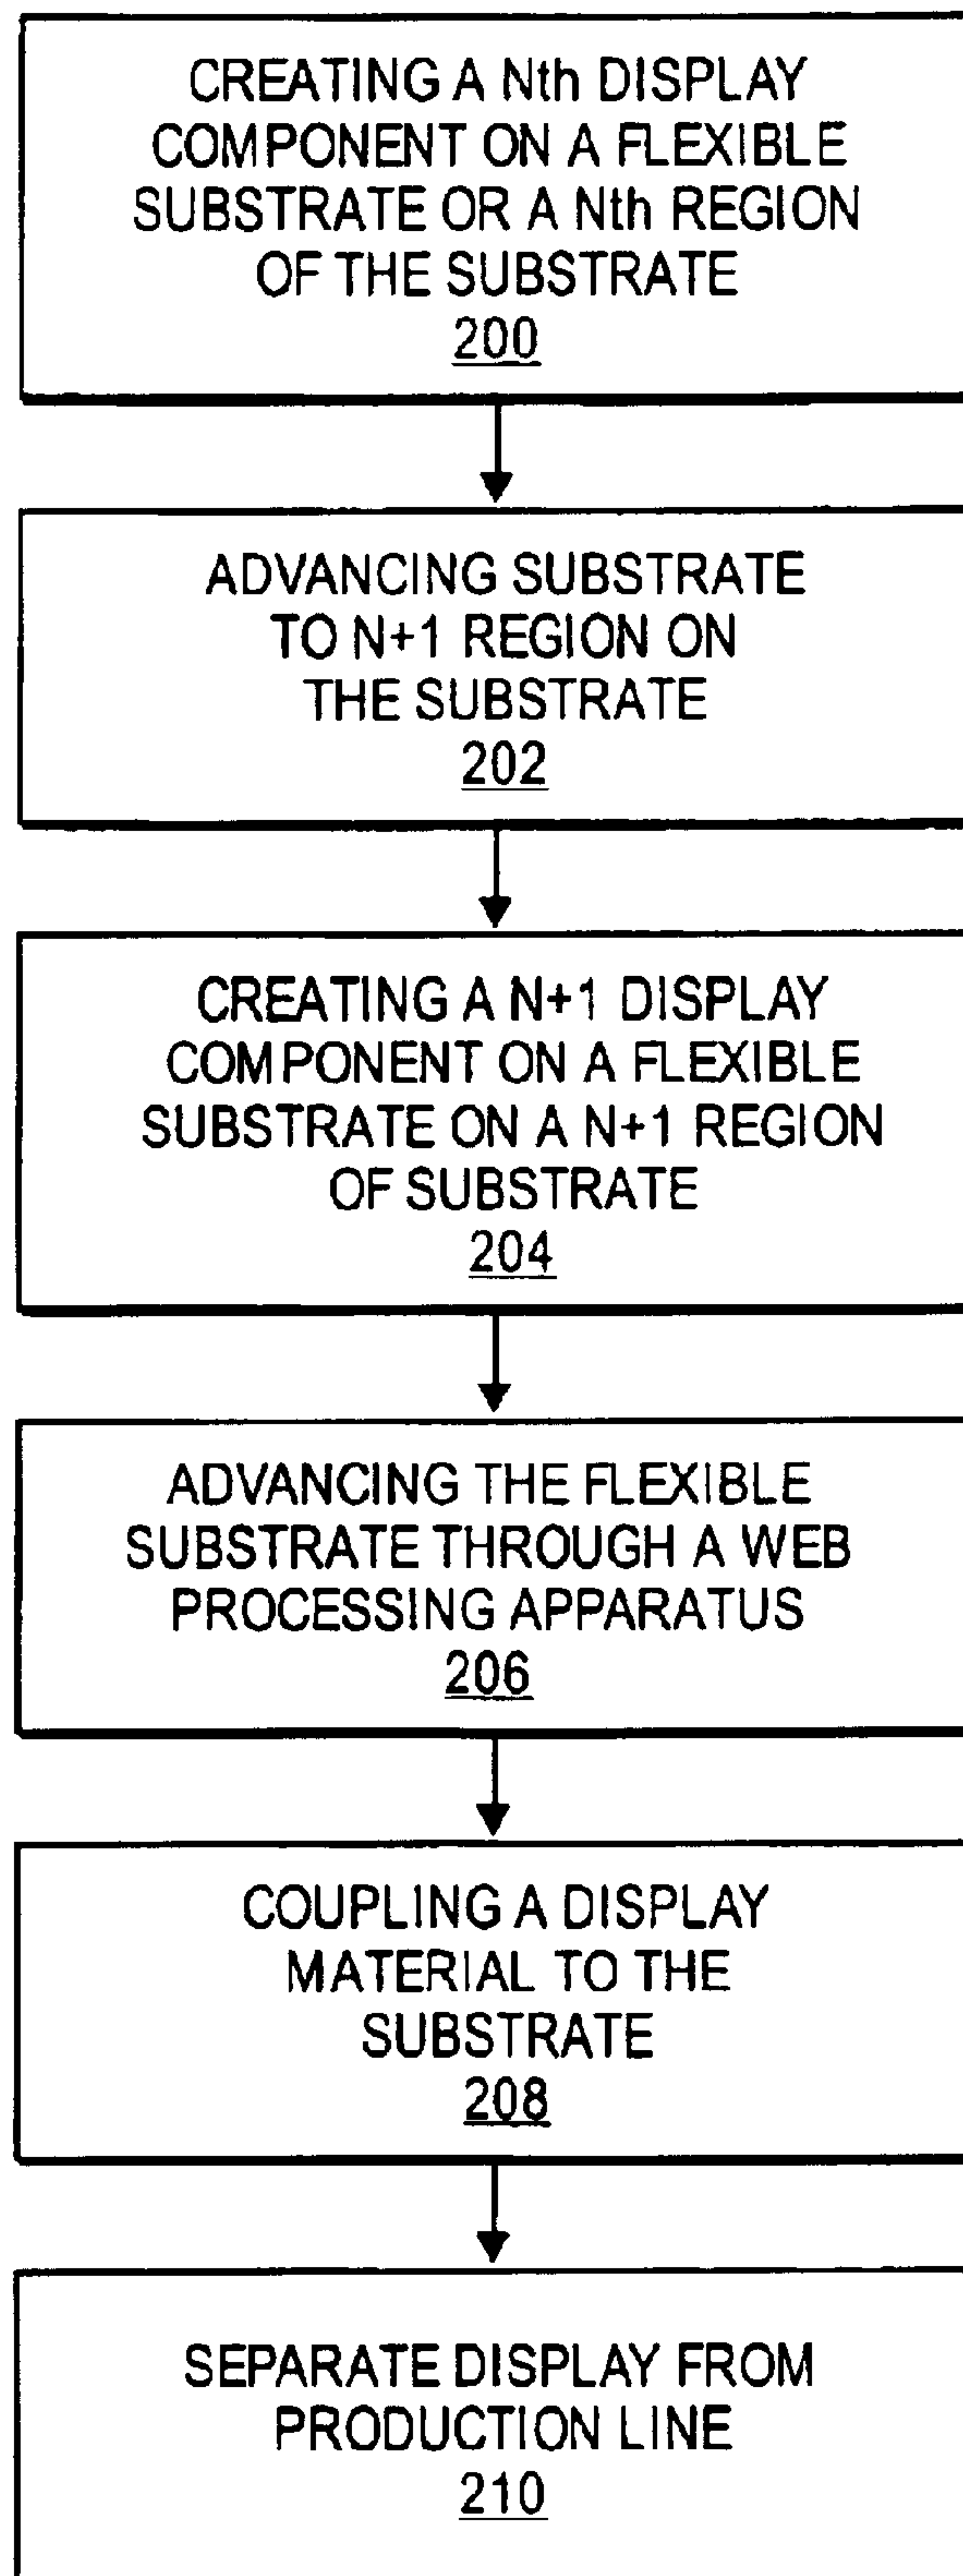 CREATING A Nth DISPLAY
COMPONENT ON A FLEXIBLE
SUBSTRATE OR A Nth REGION
OF THE SUBSTRATE
200
ADVANCING SUBSTRATE
TO N+1 REGION ON
THE SUBSTRATE
202
CREATING A N+1 DISPLAY
COMPONENT ON A FLEXIBLE
SUBSTRATE ON A N+1 REGION
OF SUBSTRATE
204
ADVANCING THE FLEXIBLE
SUBSTRATE THROUGH A WEB
PROCESSING APPARATUS
206
COUPLING A DISPLAY
MATERIAL TO THE
SUBSTRATE
208
SEPARATE DISPLAY FROM
PRODUCTION LINE
210